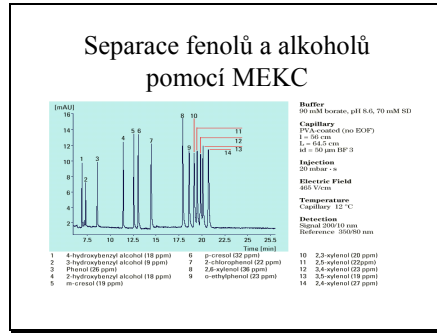 Separace fenolů a alkoholů
pomocí MEKC
[mAU]
16
14
12
10
8
6
4
2
1
2
3
4
5
6
7
8
9
10
11
12
13
14
7.5 10 12.5 15 17.5 20 22.5 25.5
Time [min]
1 4-hydroxybenzyl alcohol (18 ppm)
2 3-hydroxybenzyl alcohol (9 ppm)
3 Phenol (26 ppm)
4 2-hydroxybenzyl alcohol (18 ppm)
5 m-cresol (19 ppm)
6 p-cresol (32 ppm)
7 2-chlorophenol (22 ppm)
8 2,6-xylenol (36 ppm)
9 o-ethylphenol (23 ppm)
10 2,3-xylenol (20 ppm)
11 2,5-xylenol (22ppm)
12 3,4-xylenol (23 ppm)
13 3,5-xylenol (19 ppm)
14 2,4-xylenol (27 ppm)
Buffer
90 mM borate, pH 8.6, 70 mM SD
Capillary
PVA-coated (no EOF)
l = 56 cm
L = 64.5 cm
id = 50 µm BF 3
Injection
20 mbar · s
Electric Field
465 V/cm
Temperature
Capillary 12 °C
Detection
Signal 200/10 nm
Reference 350/80 nm